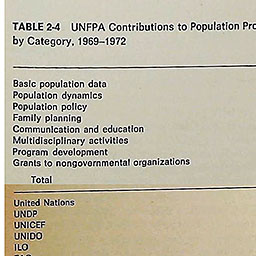 TABLE 2-4 UNFPA Contributions to Population Pro
by Category, 1969–1972
Basic population data
Population dynamics
Population policy
Family planning
Communication and education
Multidisciplinary activities
Program development
Grants to nongovernmental organizations
Total
United Nations
UNDP
UNICEF
UNIDO
ILO